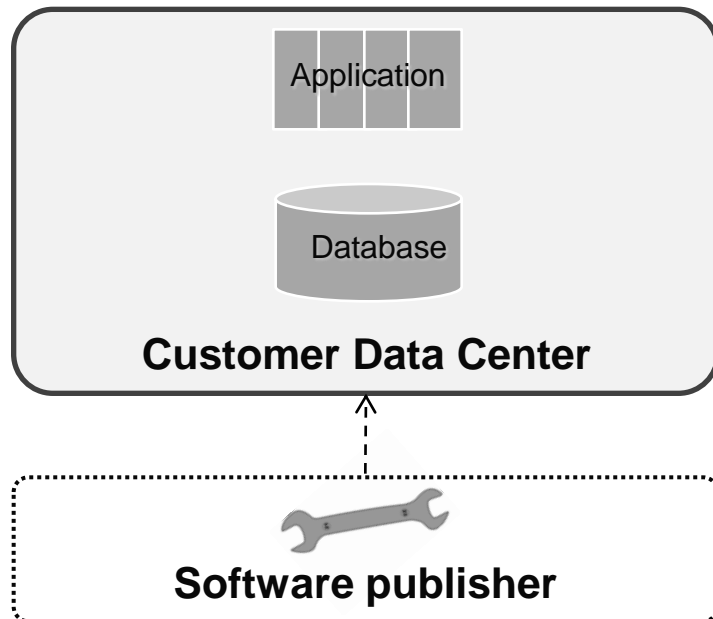 Application
Database
Customer Data Center
Software publisher